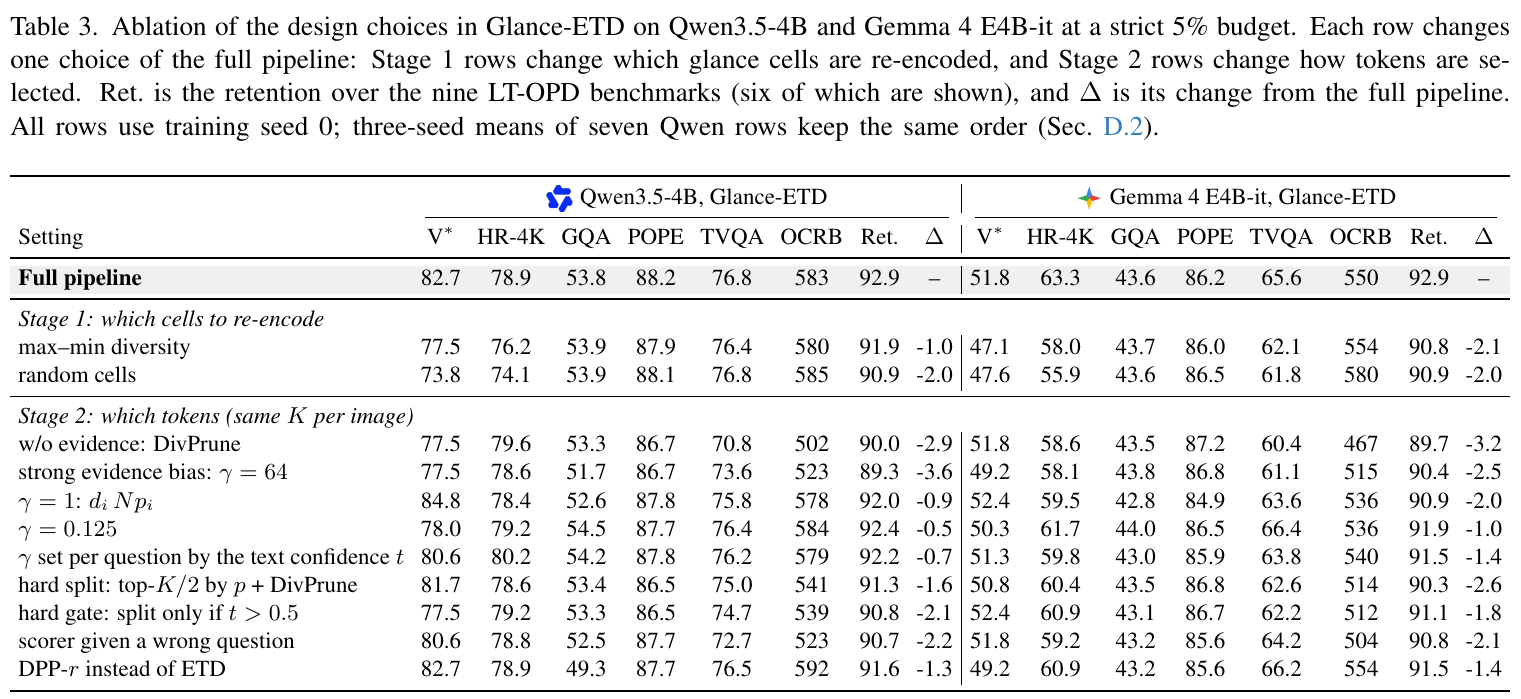 Table 3. Ablation of the design choices in Glance-ETD on Qwen3.5-4B and Gemma 4 E4B-it at a strict 5% budget. Each row changes
one choice of the full pipeline: Stage 1 rows change which glance cells are re-encoded, and Stage 2 rows change how tokens are se-
lected. Ret. is the retention over the nine LT-OPD benchmarks (six of which are shown), and Δ is its change from the full pipeline.
All rows use training seed 0; three-seed means of seven Qwen rows keep the same order (Sec. D.2).
Qwen3.5-4B, Glance-ETD Gemma 4 E4B-it, Glance-ETD
Setting V* HR-4K GQA POPE TVQA OCRB Ret. Δ V* HR-4K GQA POPE TVQA OCRB Ret. Δ
Full pipeline 82.7 78.9 53.8 88.2 76.8 583 92.9 – 51.8 63.3 43.6 86.2 65.6 550 92.9 –
Stage 1: which cells to re-encode
max–min diversity 77.5 76.2 53.9 87.9 76.4 580 91.9 -1.0 47.1 58.0 43.7 86.0 62.1 554 90.8 -2.1
random cells 73.8 74.1 53.9 88.1 76.8 585 90.9 -2.0 47.6 55.9 43.6 86.5 61.8 580 90.9 -2.0
Stage 2: which tokens (same K per image)
w/o evidence: DivPrune 77.5 79.6 53.3 86.7 70.8 502 90.0 -2.9 51.8 58.6 43.5 87.2 60.4 467 89.7 -3.2
strong evidence bias: γ = 64 77.5 78.6 51.7 86.7 73.6 523 89.3 -3.6 49.2 58.1 43.8 86.8 61.1 515 90.4 -2.5
γ = 1: dᵢ Npᵢ 84.8 78.4 52.6 87.8 75.8 578 92.0 -0.9 52.4 59.5 42.8 84.9 63.6 536 90.9 -2.0
γ = 0.125 78.0 79.2 54.5 87.7 76.4 584 92.4 -0.5 50.3 61.7 44.0 86.5 66.4 536 91.9 -1.0
γ set per question by the text confidence t 80.6 80.2 54.2 87.8 76.2 579 92.2 -0.7 51.3 59.8 43.0 85.9 63.8 540 91.5 -1.4
hard split: top-K/2 by p + DivPrune 81.7 78.6 53.4 86.5 75.0 541 91.3 -1.6 50.8 60.4 43.5 86.8 62.6 514 90.3 -2.6
hard gate: split only if t > 0.5 77.5 79.2 53.3 86.5 74.7 539 90.8 -2.1 52.4 60.9 43.1 86.7 62.2 512 91.1 -1.8
scorer given a wrong question 80.6 78.8 52.5 87.7 72.7 523 90.7 -2.2 51.8 59.2 43.2 85.6 64.2 504 90.8 -2.1
DPP-r instead of ETD 82.7 78.9 49.3 87.7 76.5 592 91.6 -1.3 49.2 60.9 43.2 85.6 66.2 554 91.5 -1.4